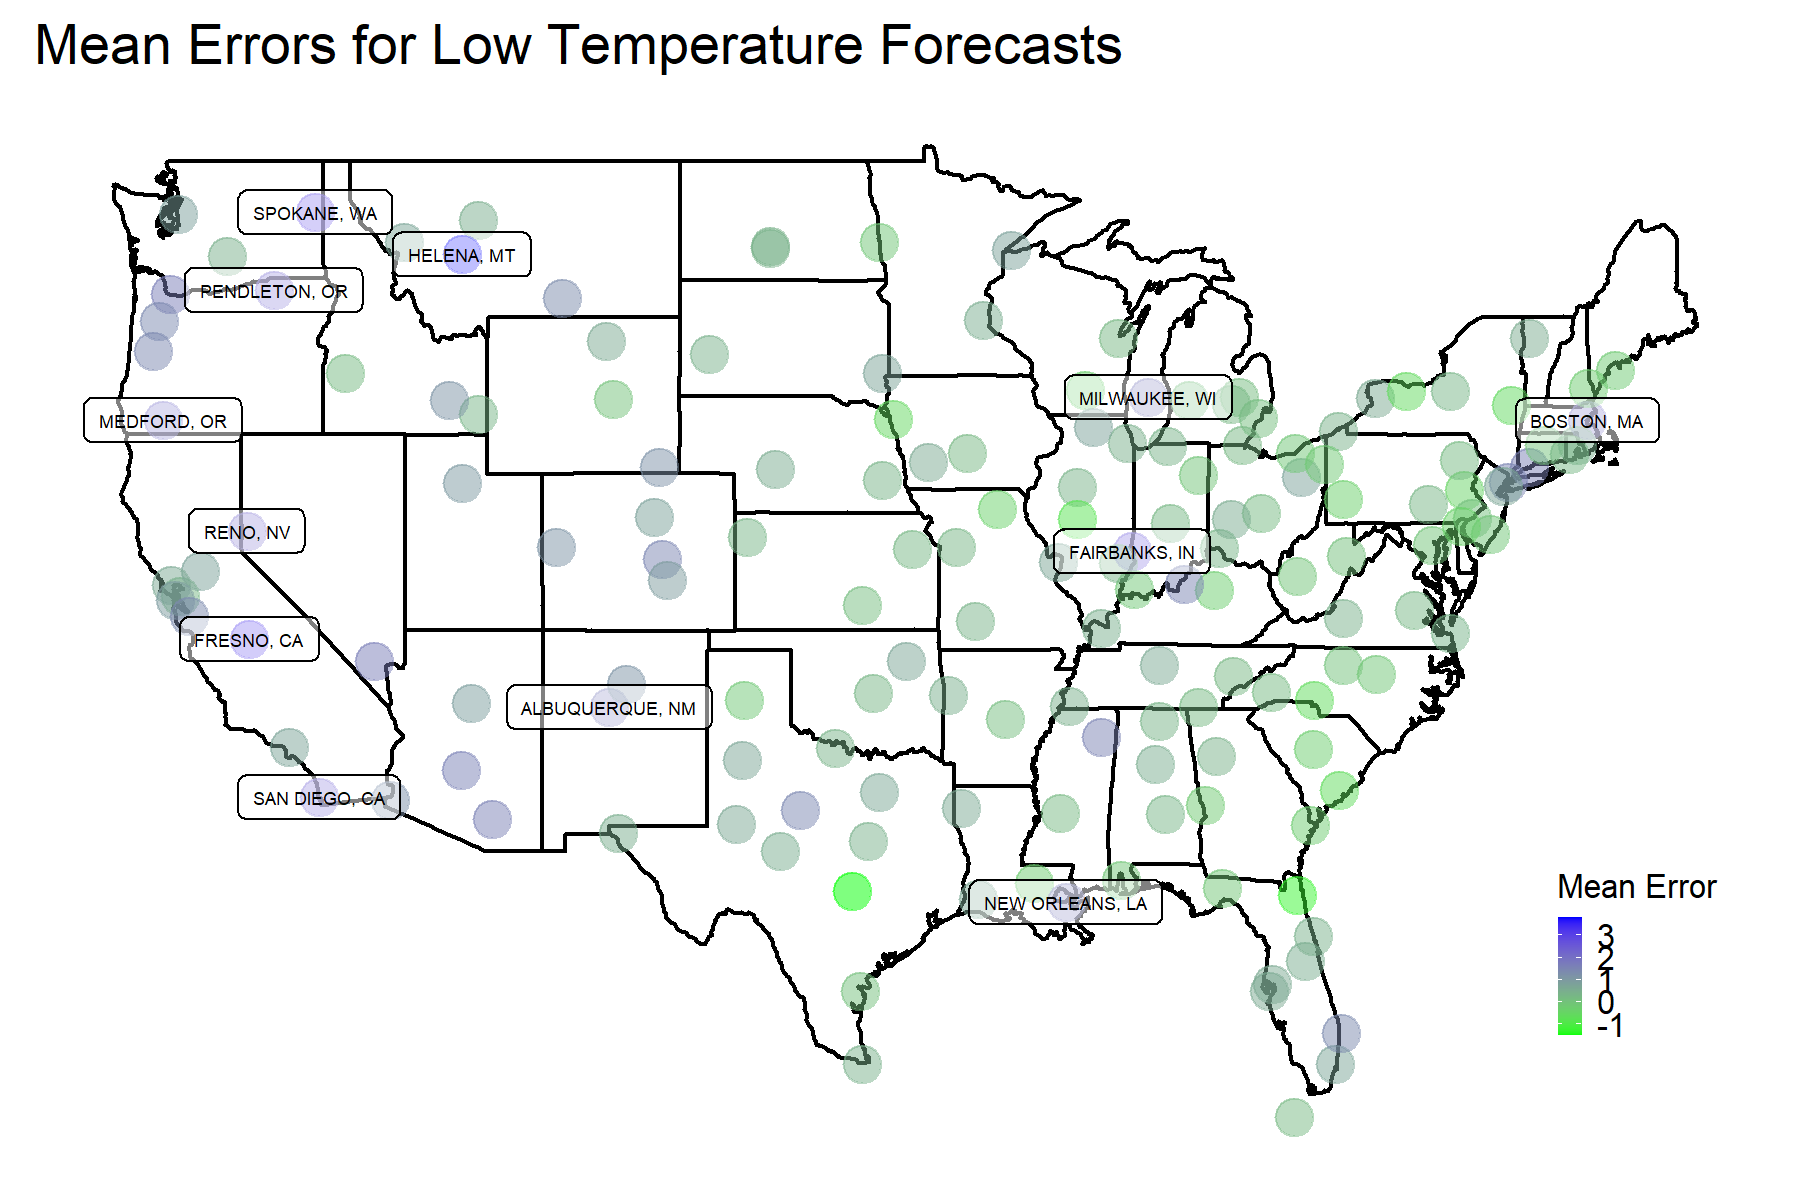 Mean Errors for Low Temperature Forecasts
SPOKANE, WA
HELENA, MT
PENDLETON, OR
MILWAUKEE, WI
MEDFORD, OR
BOSTON, MA
RENO, NV
FAIRBANKS, IN
FRESNO, CA
ALBUQUERQUE, NM
SAN DIEGO, CA
NEW ORLEANS, LA
Mean Error
3
2
1
0
-1